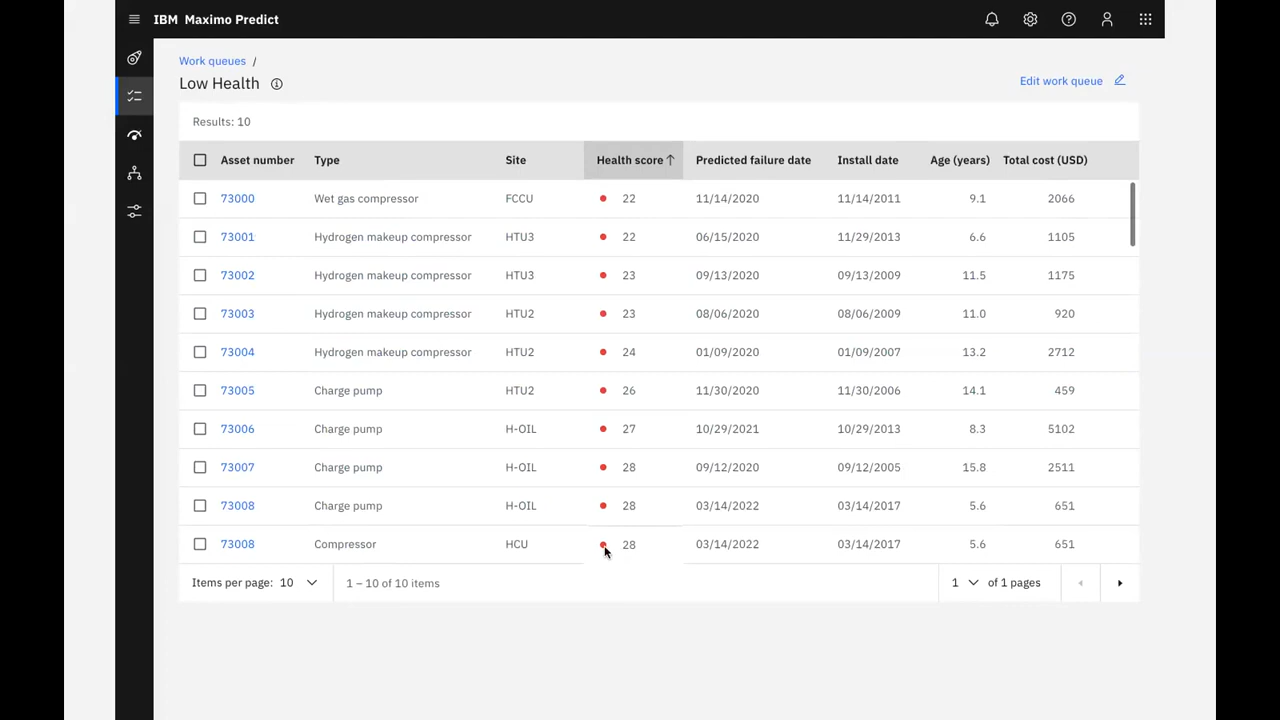 IBM Maximo Predict
Work queues /
Low Health
Edit work queue
Results: 10
Asset number Type Site Health score Predicted failure date Install date Age (years) Total cost (USD)
73000 Wet gas compressor FCCU 22 11/14/2020 11/14/2011 9.1 2066
73001 Hydrogen makeup compressor HTU3 22 06/15/2020 11/29/2013 6.6 1105
73002 Hydrogen makeup compressor HTU3 23 09/13/2020 09/13/2009 11.5 1175
73003 Hydrogen makeup compressor HTU2 23 08/06/2020 08/06/2009 11.0 920
73004 Hydrogen makeup compressor HTU2 24 01/09/2020 01/09/2007 13.2 2712
73005 Charge pump HTU2 26 11/30/2020 11/30/2006 14.1 459
73006 Charge pump H-OIL 27 10/29/2021 10/29/2013 8.3 5102
73007 Charge pump H-OIL 28 09/12/2020 09/12/2005 15.8 2511
73008 Charge pump H-OIL 28 03/14/2022 03/14/2017 5.6 651
73008 Compressor HCU 28 03/14/2022 03/14/2017 5.6 651
Items per page: 10 1 – 10 of 10 items 1 of 1 pages